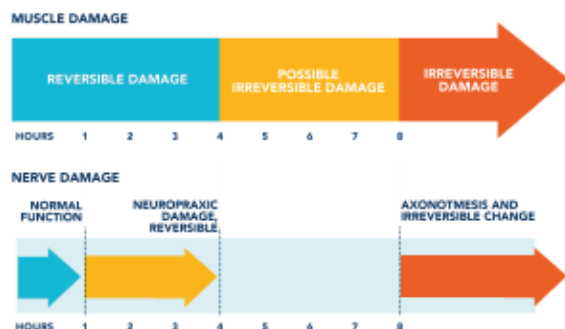 MUSCLE DAMAGE
REVERSIBLE DAMAGE
POSSIBLE
IRREVERSIBLE DAMAGE
IRREVERSIBLE
DAMAGE
HOURS 1 2 3 4 5 6 7 8
NERVE DAMAGE
NORMAL
FUNCTION
NEUROPRAXIC
DAMAGE,
REVERSIBLE
AXONOTMESIS AND
IRREVERSIBLE CHANGE
HOURS 1 2 3 4 5 6 7 8